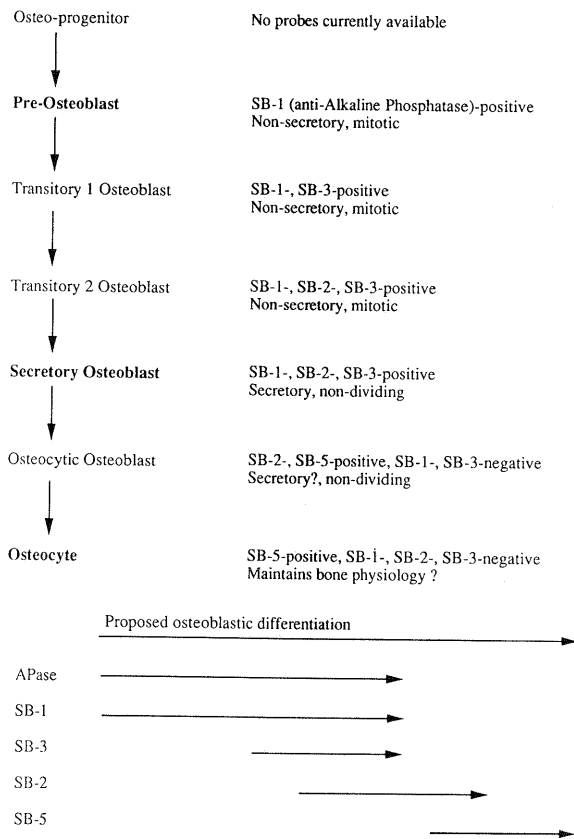 Osteo-progenitor
No probes currently available
Pre-Osteoblast
SB-1 (anti-Alkaline Phosphatase)-positive
Non-secretory, mitotic
Transitory 1 Osteoblast
SB-1-, SB-3-positive
Non-secretory, mitotic
Transitory 2 Osteoblast
SB-1-, SB-2-, SB-3-positive
Non-secretory, mitotic
Secretory Osteoblast
SB-1-, SB-2-, SB-3-positive
Secretory, non-dividing
Osteocytic Osteoblast
SB-2-, SB-5-positive, SB-1-, SB-3-negative
Secretory?, non-dividing
Osteocyte
SB-5-positive, SB-1-, SB-2-, SB-3-negative
Maintains bone physiology ?
Proposed osteoblastic differentiation
APase
SB-1
SB-3
SB-2
SB-5